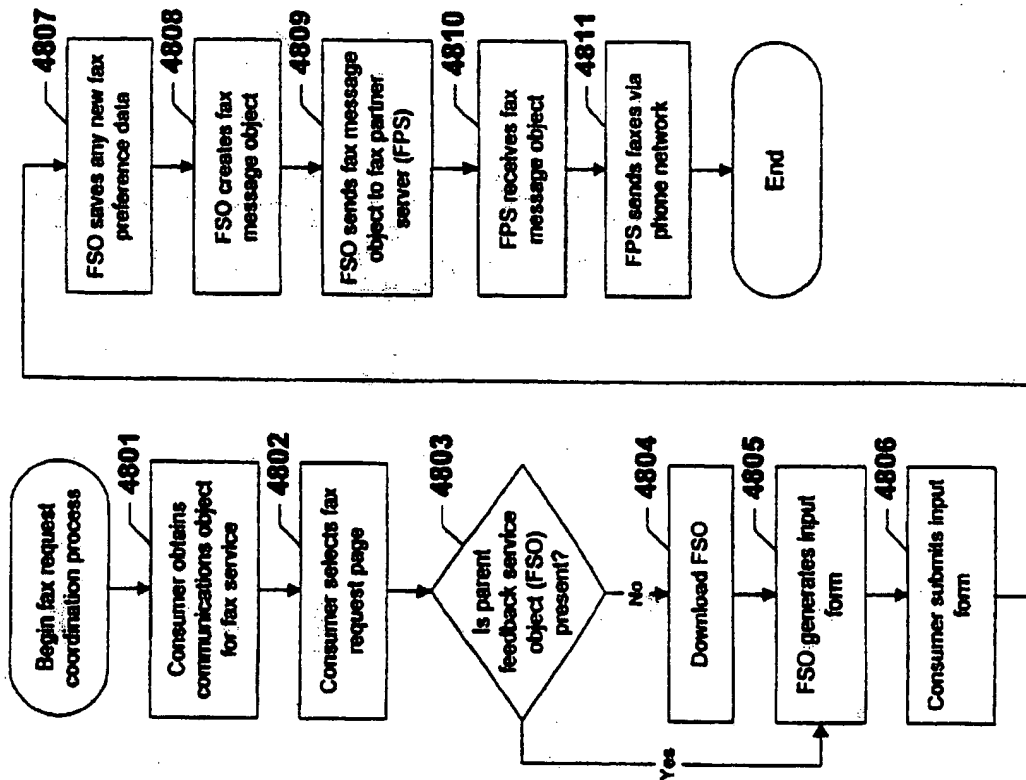 Begin fax request
coordination process
4801
Consumer obtains
communications object
for fax service
4802
Consumer selects fax
request page
4803
Is parent
feedback service
object (FSO)
present?
Yes
No
4804
Download FSO
4805
FSO generates input
form
4806
Consumer submits input
form
4807
FSO saves any new fax
preference data
4808
FSO creates fax
message object
4809
FSO sends fax message
object to fax partner
server (FPS)
4810
FPS receives fax
message object
4811
FPS sends faxes via
phone network
End